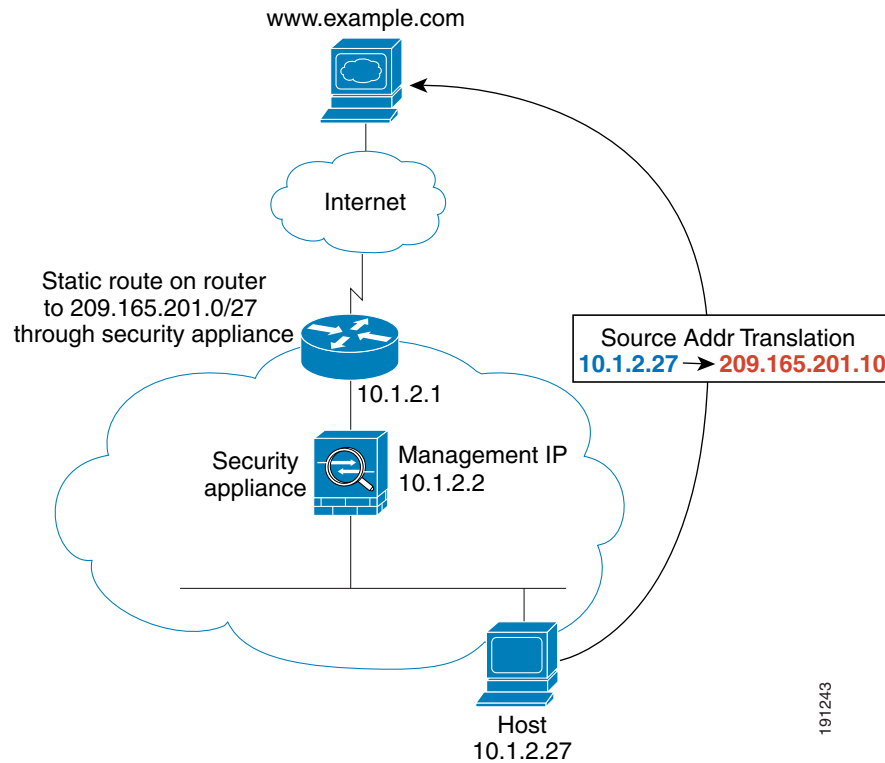 www.example.com
Internet
Static route on router
to 209.165.201.0/27
through security appliance
Source Addr Translation
10.1.2.27 → 209.165.201.10
10.1.2.1
Security
appliance
Management IP
10.1.2.2
Host
10.1.2.27
191243